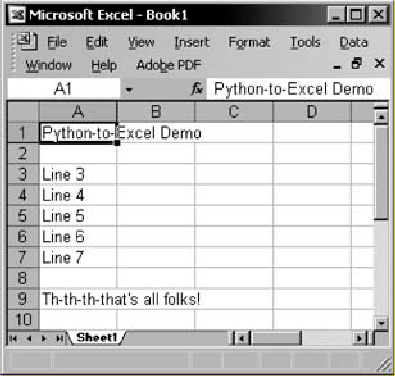 Microsoft Excel - Book1
File Edit View Insert Format Tools Data
Window Help Adobe PDF
A1 fx Python-to-Excel Demo
A B C D
1 Python-to-Excel Demo
2
3 Line 3
4 Line 4
5 Line 5
6 Line 6
7 Line 7
8
9 Th-th-th-that's all folks!
10
Sheet1